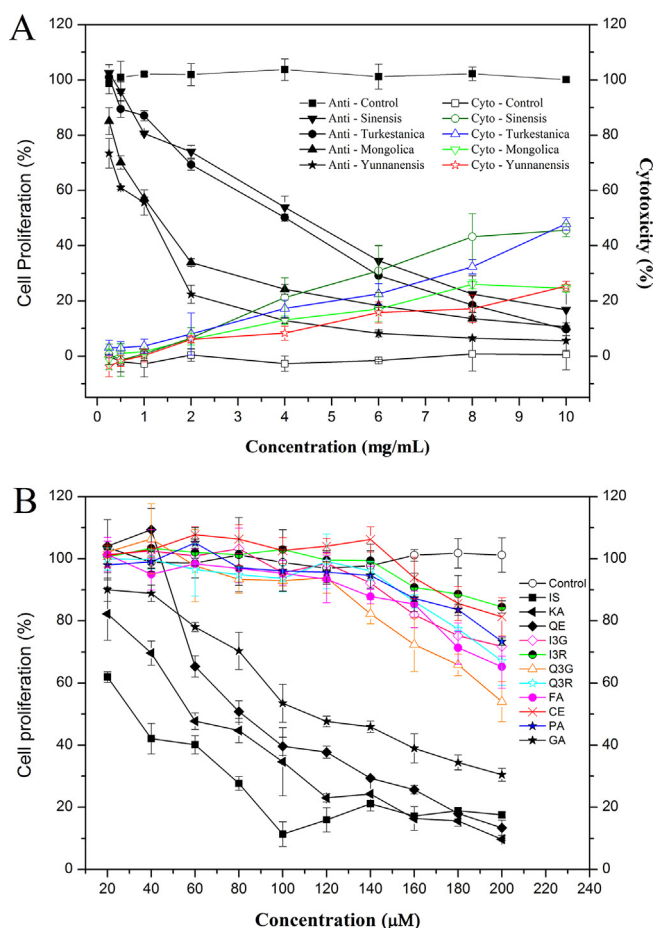 A
120 120
100 100
80 80
60 60
40 40
20 20
0 0
Cell Proliferation (%)
Cytotoxicity (%)
Anti - Control Cyto - Control
Anti - Sinensis Cyto - Sinensis
Anti - Turkestanica Cyto - Turkestanica
Anti - Mongolica Cyto - Mongolica
Anti - Yunnanensis Cyto - Yunnanensis
0 1 2 4 6 8 10
Concentration (mg/mL)
B
120 120
100 100
80 80
60 60
40 40
20 20
0 0
Cell proliferation (%)
Control
IS
KA
QE
I3G
I3R
Q3G
Q3R
FA
CE
PA
GA
20 40 60 80 100 120 140 160 180 200 220 240
Concentration (μM)